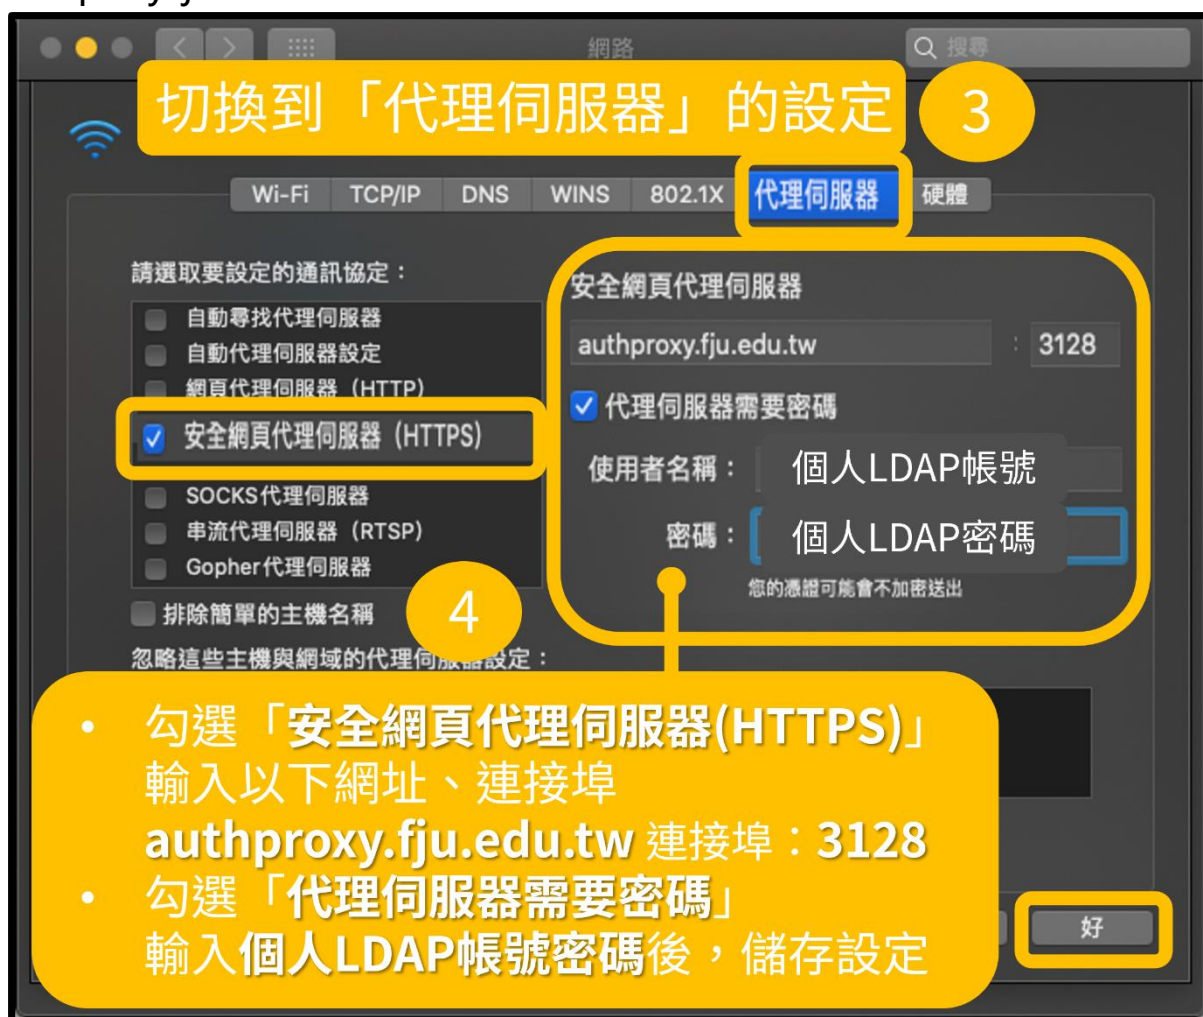 網路
搜尋
切換到「代理伺服器」的設定
3
Wi-Fi TCP/IP DNS WINS 802.1X 代理伺服器 硬體
請選取要設定的通訊協定：
自動尋找代理伺服器
自動代理伺服器設定
網頁代理伺服器（HTTP）
安全網頁代理伺服器（HTTPS）
SOCKS代理伺服器
串流代理伺服器（RTSP）
Gopher代理伺服器
排除簡單的主機名稱
忽略這些主機與網域的代理伺服器設定：
安全網頁代理伺服器
authproxy.fju.edu.tw : 3128
代理伺服器需要密碼
使用者名稱： 個人LDAP帳號
密碼： 個人LDAP密碼
您的憑證可能會不加密送出
4
• 勾選「安全網頁代理伺服器(HTTPS)」
輸入以下網址、連接埠
authproxy.fju.edu.tw 連接埠：3128
• 勾選「代理伺服器需要密碼」
輸入個人LDAP帳號密碼後，儲存設定
好